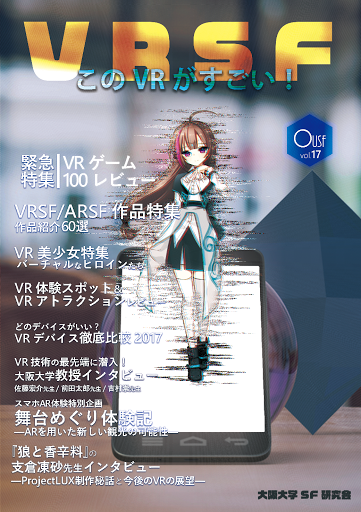 VRSF
このVRがすごい！
OUSF
vol.17
緊急特集
VRゲーム
100レビュー
VRSF/ARSF作品特集
作品紹介60選
VR美少女特集
バーチャルなヒロインたち
VR体験スポット&
VRアトラクションレビュー
どのデバイスがいい？
VRデバイス徹底比較2017
VR技術の最先端に潜入！
大阪大学教授インタビュー
佐藤宏介先生/前田太郎先生/
スマホAR体験特別企画
舞台めぐり体験記
―ARを用いた新しい観光の可能性―
『狼と香辛料』の
支倉凍砂先生インタビュー
―ProjectLUX制作秘話と今後のVRの展望―
大阪大学SF研究会